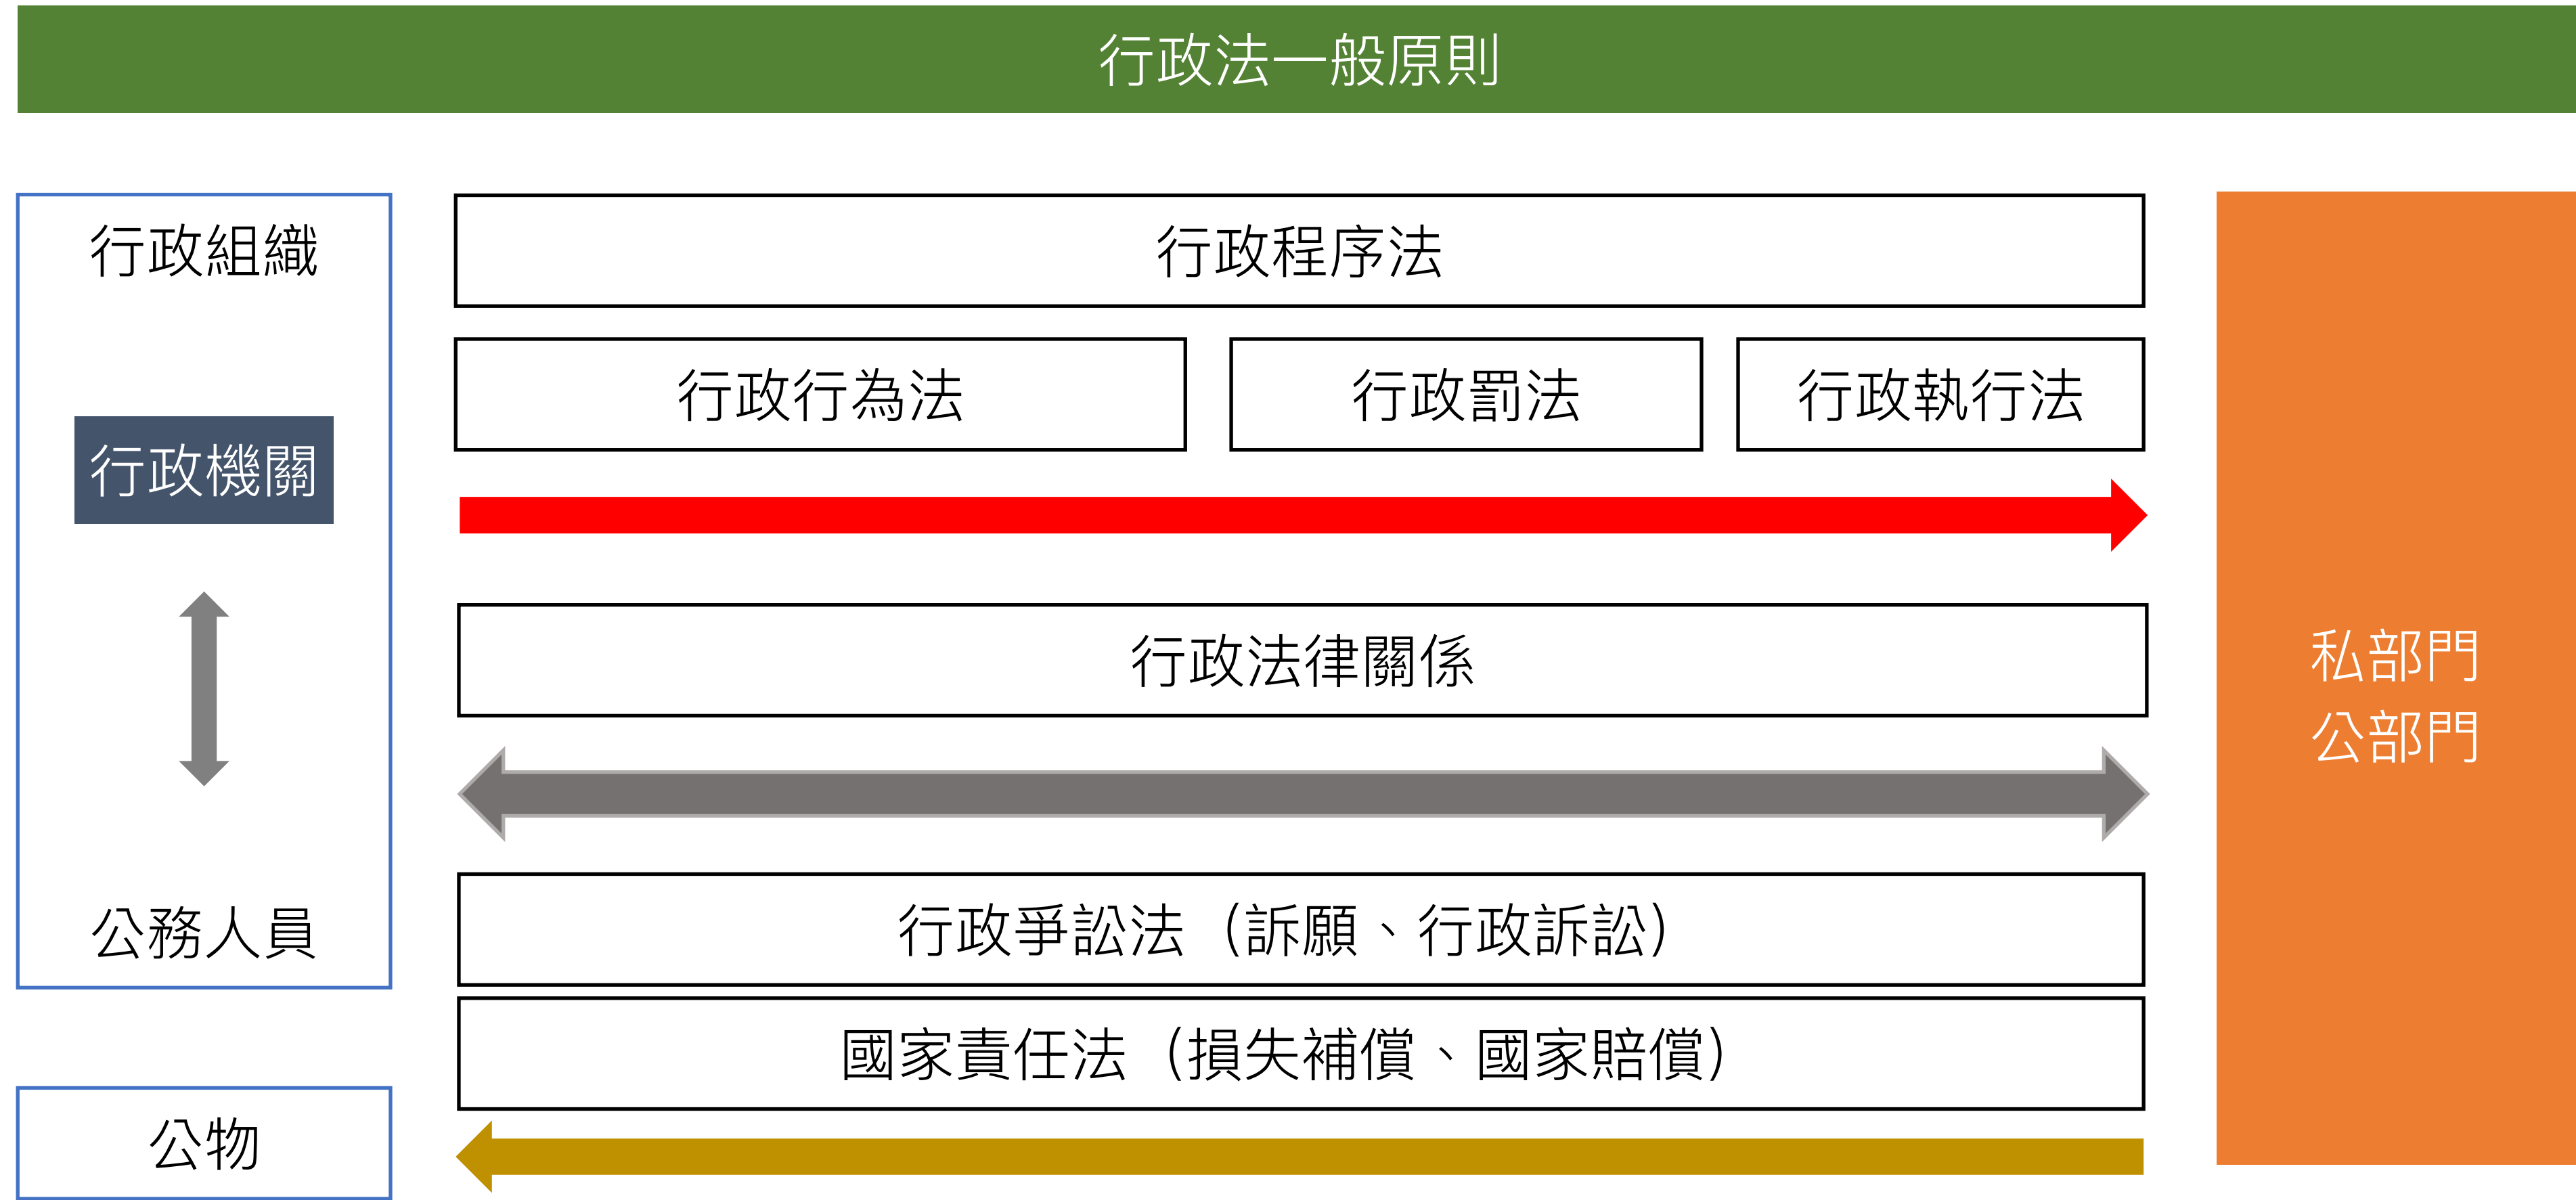 行政法一般原則
行政組織
行政機關
公務人員
公物
行政程序法
行政行為法
行政罰法
行政執行法
行政法律關係
行政爭訟法（訴願、行政訴訟）
國家責任法（損失補償、國家賠償）
私部門
公部門